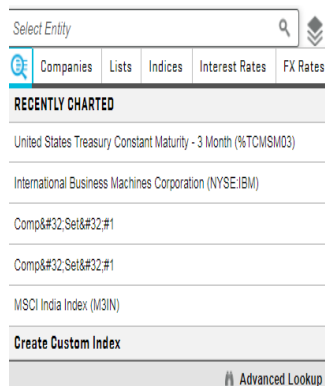 Select Entity
Companies Lists Indices Interest Rates FX Rates
RECENTLY CHARTED
United States Treasury Constant Maturity - 3 Month (%TCMSM03)
International Business Machines Corporation (NYSE:IBM)
Comp&#32;Set&#32;#1
Comp&#32;Set&#32;#1
MSCI India Index (M3IN)
Create Custom Index
Advanced Lookup